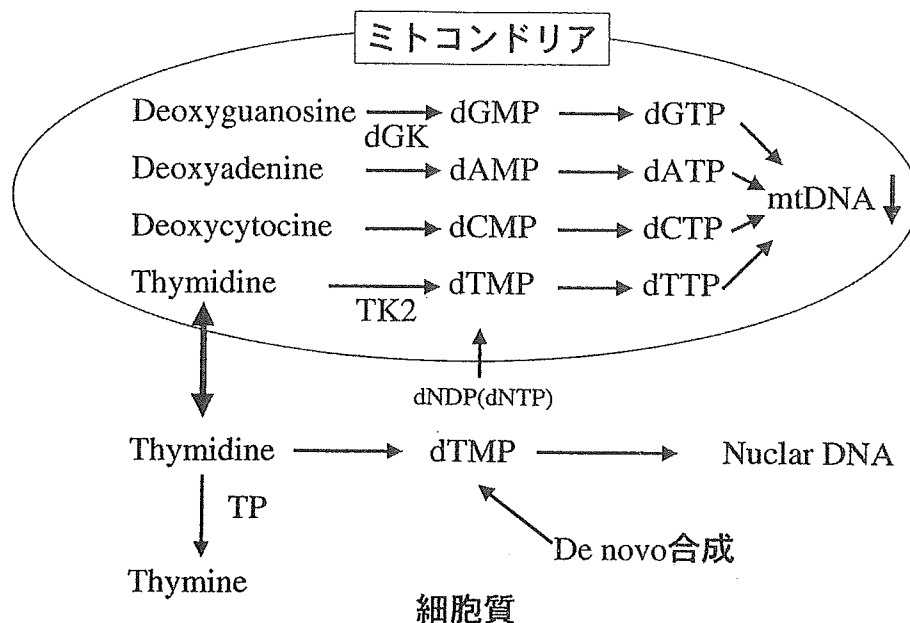 ミトコンドリア
Deoxyguanosine dGMP dGTP
dGK
Deoxyadenine dAMP dATP
mtDNA
Deoxycytocine dCMP dCTP
Thymidine dTMP dTTP
TK2
dNDP(dNTP)
Thymidine dTMP Nuclar DNA
TP
De novo合成
Thymine
細胞質